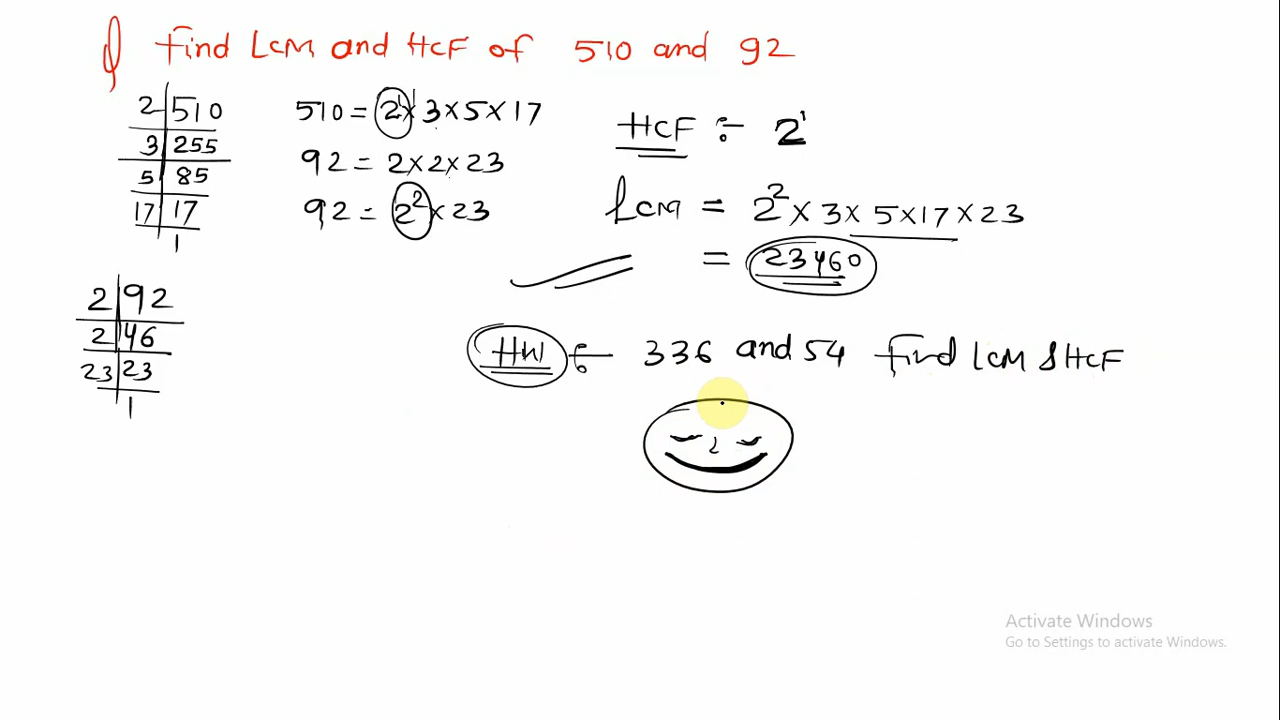 Q Find LCM and HCF of 510 and 92
2 510
3 255
5 85
17 17
1
510 = 2¹ × 3 × 5 × 17
92 = 2 × 2 × 23
92 = 2² × 23
HCF :- 2¹
LCM = 2² × 3 × 5 × 17 × 23
= 23460
2 92
2 46
23 23
1
HW :- 336 and 54 find LCM & HCF
Activate Windows
Go to Settings to activate Windows.